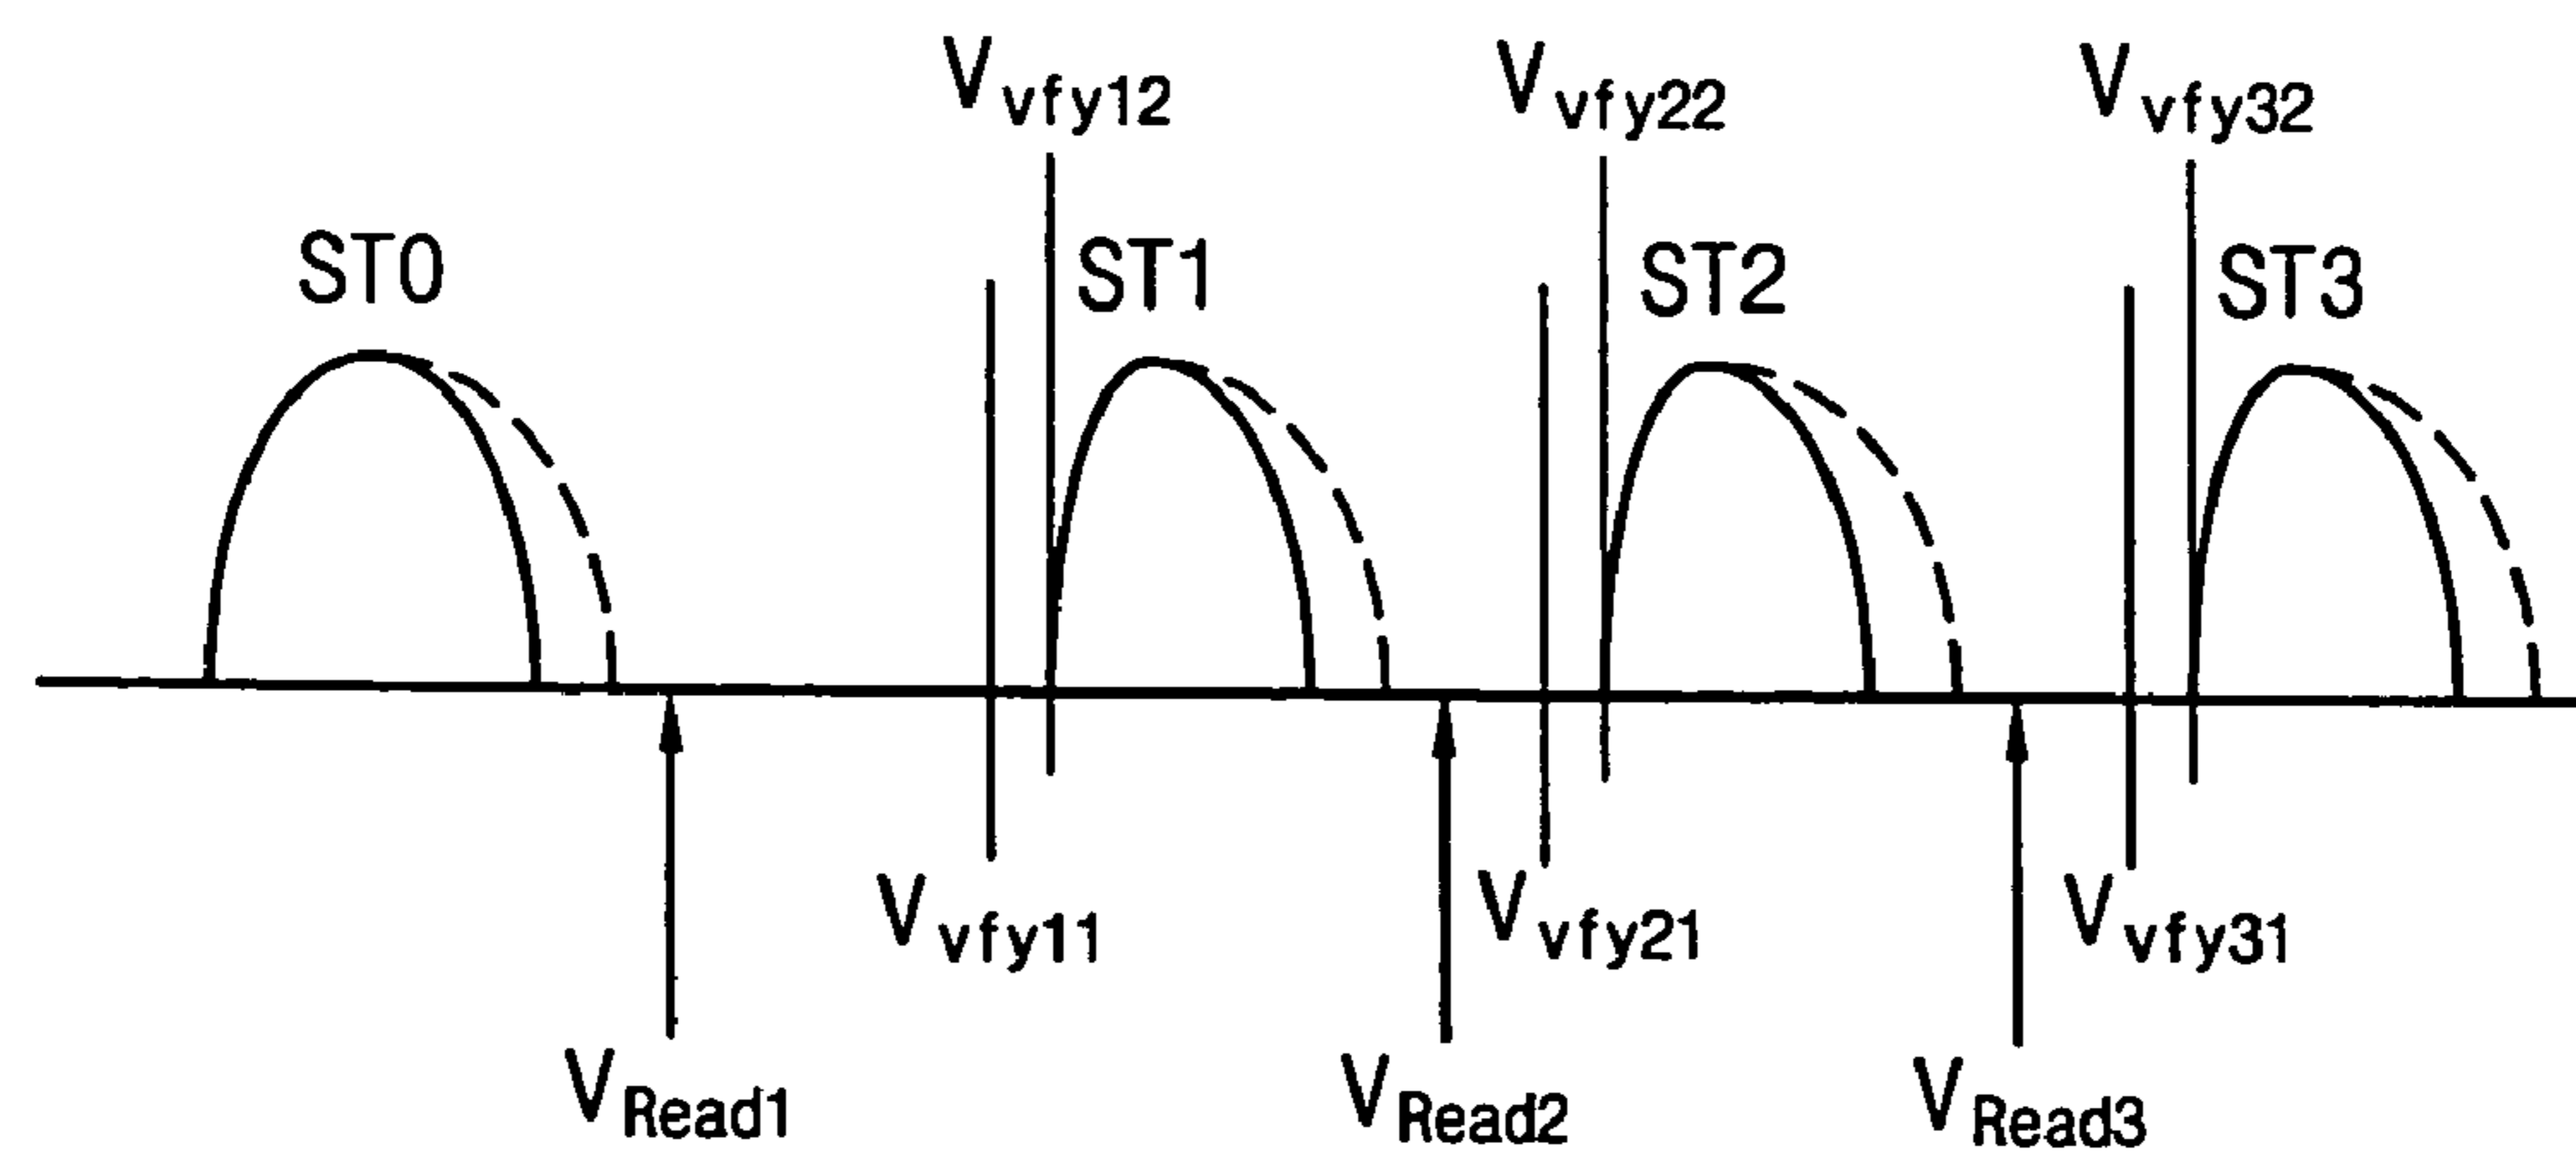 Vvfy12 Vvfy22 Vvfy32
ST0 ST1 ST2 ST3
Vvfy11 Vvfy21 Vvfy31
VRead1 VRead2 VRead3